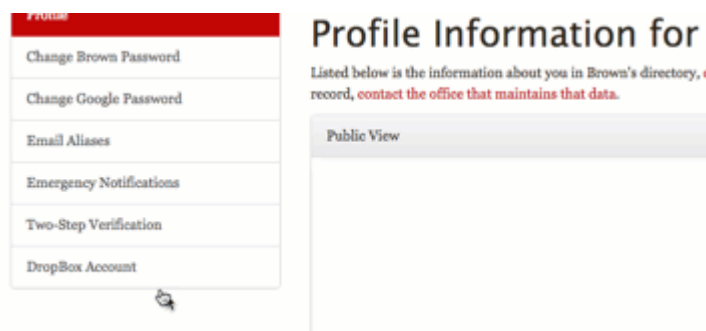 Profile
Change Brown Password
Change Google Password
Email Aliases
Emergency Notifications
Two-Step Verification
DropBox Account
Profile Information for
Listed below is the information about you in Brown's directory,
record, contact the office that maintains that data.
Public View